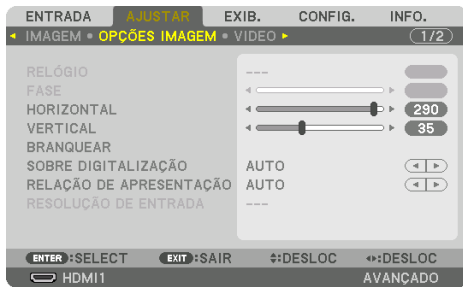 ENTRADA AJUSTAR EXIB. CONFIG. INFO.
IMAGEM • OPÇÕES IMAGEM • VIDEO 1/2
RELÓGIO ---
FASE
HORIZONTAL 290
VERTICAL 35
BRANQUEAR
SOBRE DIGITALIZAÇÃO AUTO
RELAÇÃO DE APRESENTAÇÃO AUTO
RESOLUÇÃO DE ENTRADA ---
ENTER :SELECT EXIT :SAIR :DESLOC :DESLOC
HDMI1 AVANÇADO